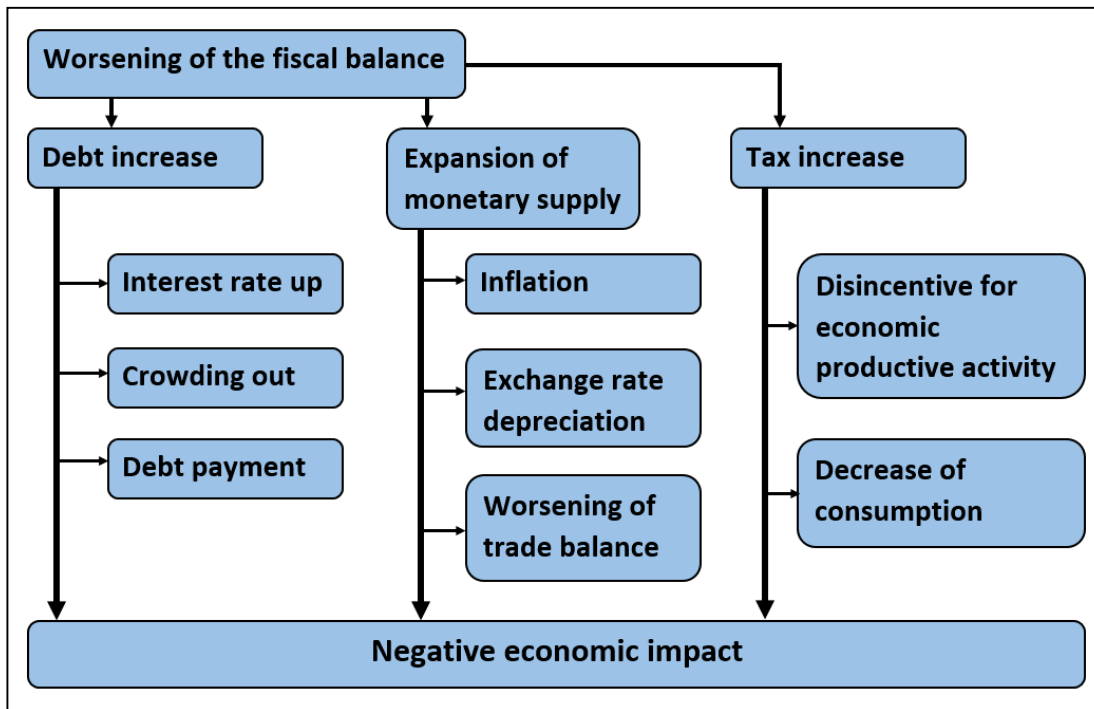 Worsening of the fiscal balance
Debt increase
Expansion of
monetary supply
Tax increase
Interest rate up
Crowding out
Debt payment
Inflation
Exchange rate
depreciation
Worsening of
trade balance
Disincentive for
economic
productive activity
Decrease of
consumption
Negative economic impact